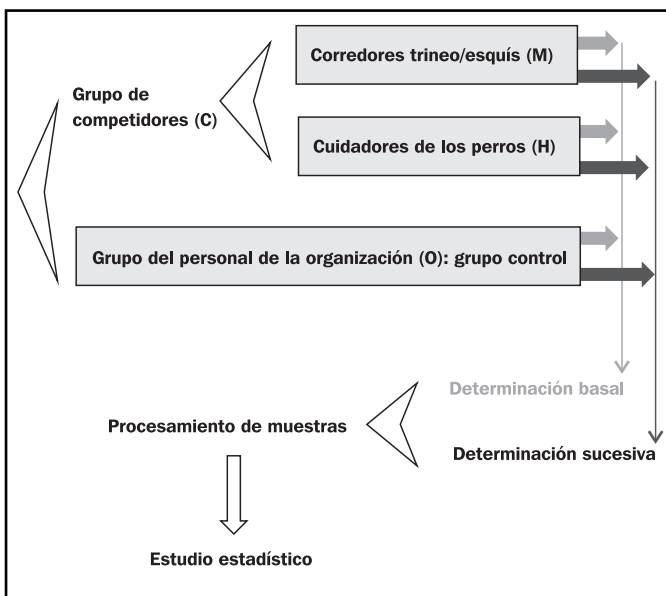 Corredores trineo/esquís (M)
Grupo de
competidores (C)
Cuidadores de los perros (H)
Grupo del personal de la organización (O): grupo control
Determinación basal
Procesamiento de muestras
Determinación sucesiva
Estudio estadístico